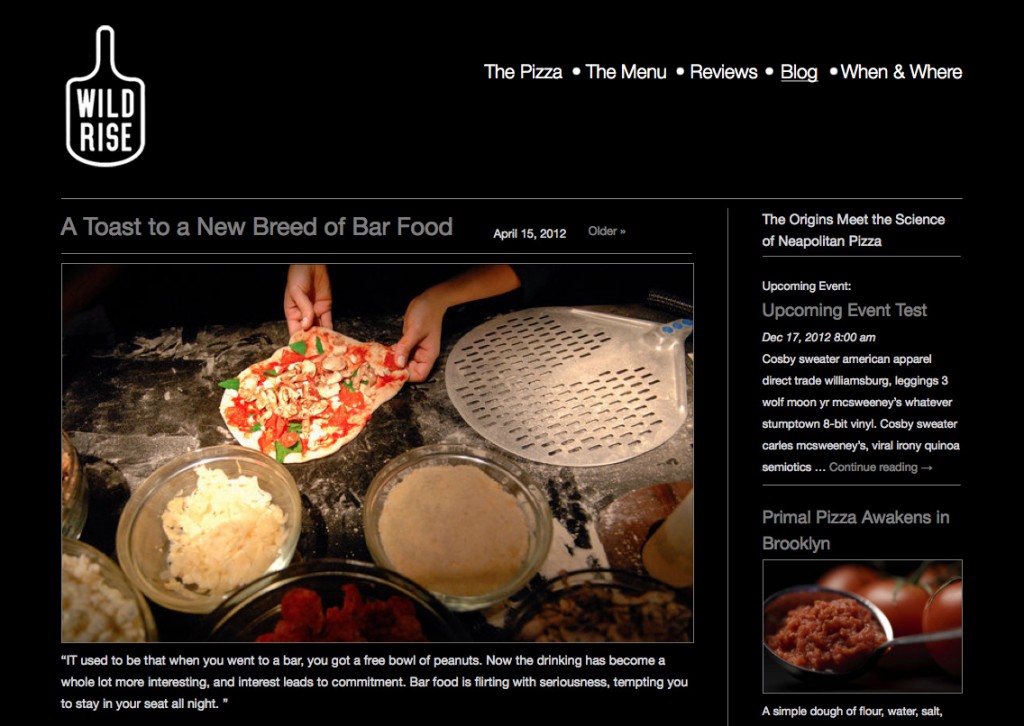 WILD
RISE
The Pizza • The Menu • Reviews • Blog • When & Where
A Toast to a New Breed of Bar Food
April 15, 2012
Older »
“IT used to be that when you went to a bar, you got a free bowl of peanuts. Now the drinking has become a
whole lot more interesting, and interest leads to commitment. Bar food is flirting with seriousness, tempting you
to stay in your seat all night. ”
The Origins Meet the Science
of Neapolitan Pizza
Upcoming Event:
Upcoming Event Test
Dec 17, 2012 8:00 am
Cosby sweater american apparel
direct trade williamsburg, leggings 3
wolf moon yr mcsweeney’s whatever
stumptown 8-bit vinyl. Cosby sweater
carles mcsweeney’s, viral irony quinoa
semiotics … Continue reading →
Primal Pizza Awakens in
Brooklyn
A simple dough of flour, water, salt,